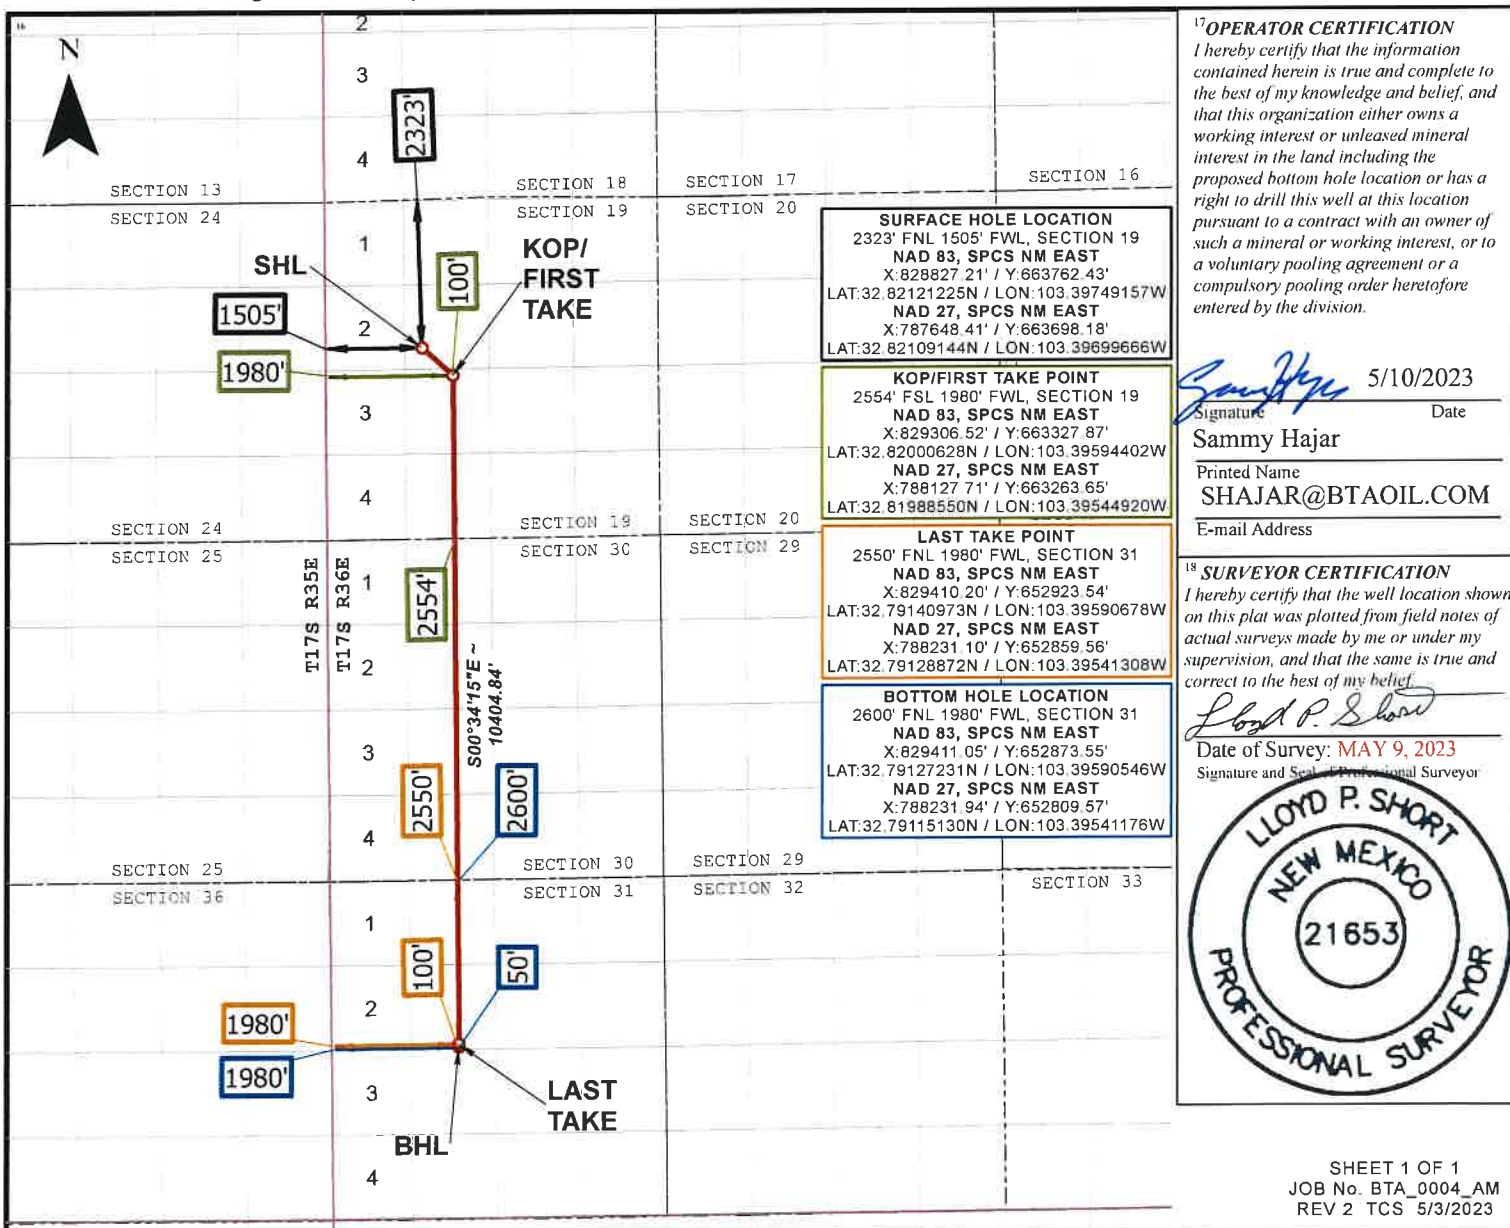 16
N
2
3
4
2323'
SECTION 13
SECTION 18
SECTION 17
SECTION 16
SECTION 24
SECTION 19
SECTION 20
1
SHL
100'
KOP/
FIRST
TAKE
1505'
2
1980'
3
4
SECTION 24
SECTION 19
SECTION 20
SECTION 25
SECTION 30
SECTION 29
T17S R35E
T17S R36E
1
2554'
2
S00°34'15"E ~
10404.84'
3
2550'
2600'
4
SECTION 25
SECTION 30
SECTION 29
SECTION 36
SECTION 31
SECTION 32
SECTION 33
1
100'
50'
2
1980'
1980'
3
LAST
TAKE
BHL
4
SURFACE HOLE LOCATION
2323' FNL 1505' FWL, SECTION 19
NAD 83, SPCS NM EAST
X:828827.21' / Y:663762.43'
LAT:32.82121225N / LON:103.39749157W
NAD 27, SPCS NM EAST
X:787648.41' / Y:663698.18'
LAT:32.82109144N / LON:103.39699666W
KOP/FIRST TAKE POINT
2554' FSL 1980' FWL, SECTION 19
NAD 83, SPCS NM EAST
X:829306.52' / Y:663327.87'
LAT:32.82000628N / LON:103.39594402W
NAD 27, SPCS NM EAST
X:788127.71' / Y:663263.65'
LAT:32.81988550N / LON:103.39544920W
LAST TAKE POINT
2550' FNL 1980' FWL, SECTION 31
NAD 83, SPCS NM EAST
X:829410.20' / Y:652923.54'
LAT:32.79140973N / LON:103.39590678W
NAD 27, SPCS NM EAST
X:788231.10' / Y:652859.56'
LAT:32.79128872N / LON:103.39541308W
BOTTOM HOLE LOCATION
2600' FNL 1980' FWL, SECTION 31
NAD 83, SPCS NM EAST
X:829411.05' / Y:652873.55'
LAT:32.79127231N / LON:103.39590546W
NAD 27, SPCS NM EAST
X:788231.94' / Y:652809.57'
LAT:32.79115130N / LON:103.39541176W
17 OPERATOR CERTIFICATION
I hereby certify that the information
contained herein is true and complete to
the best of my knowledge and belief, and
that this organization either owns a
working interest or unleased mineral
interest in the land including the
proposed bottom hole location or has a
right to drill this well at this location
pursuant to a contract with an owner of
such a mineral or working interest, or to
a voluntary pooling agreement or a
compulsory pooling order heretofore
entered by the division.
5/10/2023
Signature Date
Sammy Hajar
Printed Name
SHAJAR@BTAOIL.COM
E-mail Address
18 SURVEYOR CERTIFICATION
I hereby certify that the well location shown
on this plat was plotted from field notes of
actual surveys made by me or under my
supervision, and that the same is true and
correct to the best of my belief.
Lloyd P. Short
Date of Survey: MAY 9, 2023
Signature and Seal of Professional Surveyor
LLOYD P. SHORT
NEW MEXICO
21653
PROFESSIONAL SURVEYOR
SHEET 1 OF 1
JOB No. BTA_0004_AM
REV 2 TCS 5/3/2023